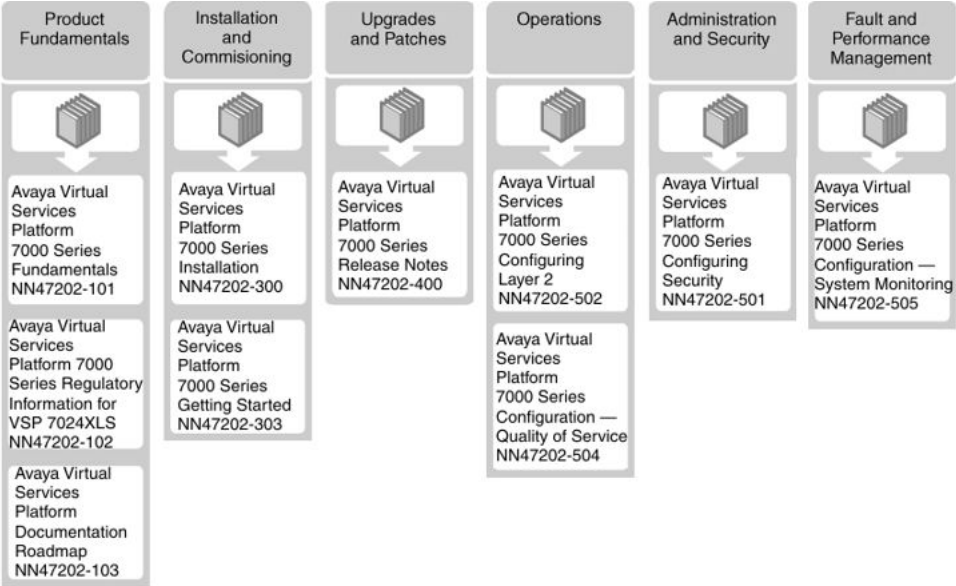 Product
Fundamentals
Avaya Virtual
Services
Platform
7000 Series
Fundamentals
NN47202-101
Avaya Virtual
Services
Platform 7000
Series Regulatory
Information for
VSP 7024XLS
NN47202-102
Avaya Virtual
Services
Platform
Documentation
Roadmap
NN47202-103
Installation
and
Commisioning
Avaya Virtual
Services
Platform
7000 Series
Installation
NN47202-300
Avaya Virtual
Services
Platform
7000 Series
Getting Started
NN47202-303
Upgrades
and Patches
Avaya Virtual
Services
Platform
7000 Series
Release Notes
NN47202-400
Operations
Avaya Virtual
Services
Platform
7000 Series
Configuring
Layer 2
NN47202-502
Avaya Virtual
Services
Platform
7000 Series
Configuration —
Quality of Service
NN47202-504
Administration
and Security
Avaya Virtual
Services
Platform
7000 Series
Configuring
Security
NN47202-501
Fault and
Performance
Management
Avaya Virtual
Services
Platform
7000 Series
Configuration —
System Monitoring
NN47202-505